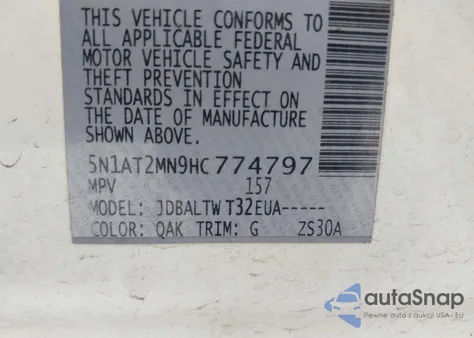 THIS VEHICLE CONFORMS TO
ALL APPLICABLE FEDERAL
MOTOR VEHICLE SAFETY AND
THEFT PREVENTION
STANDARDS IN EFFECT ON
THE DATE OF MANUFACTURE
SHOWN ABOVE.
5N1AT2MN9HC774797
MPV 157
MODEL: JDBALTW T32EUA-----
COLOR: QAK TRIM: G ZS30A
autaSnap
Pewne auta z aukcji USA - EU